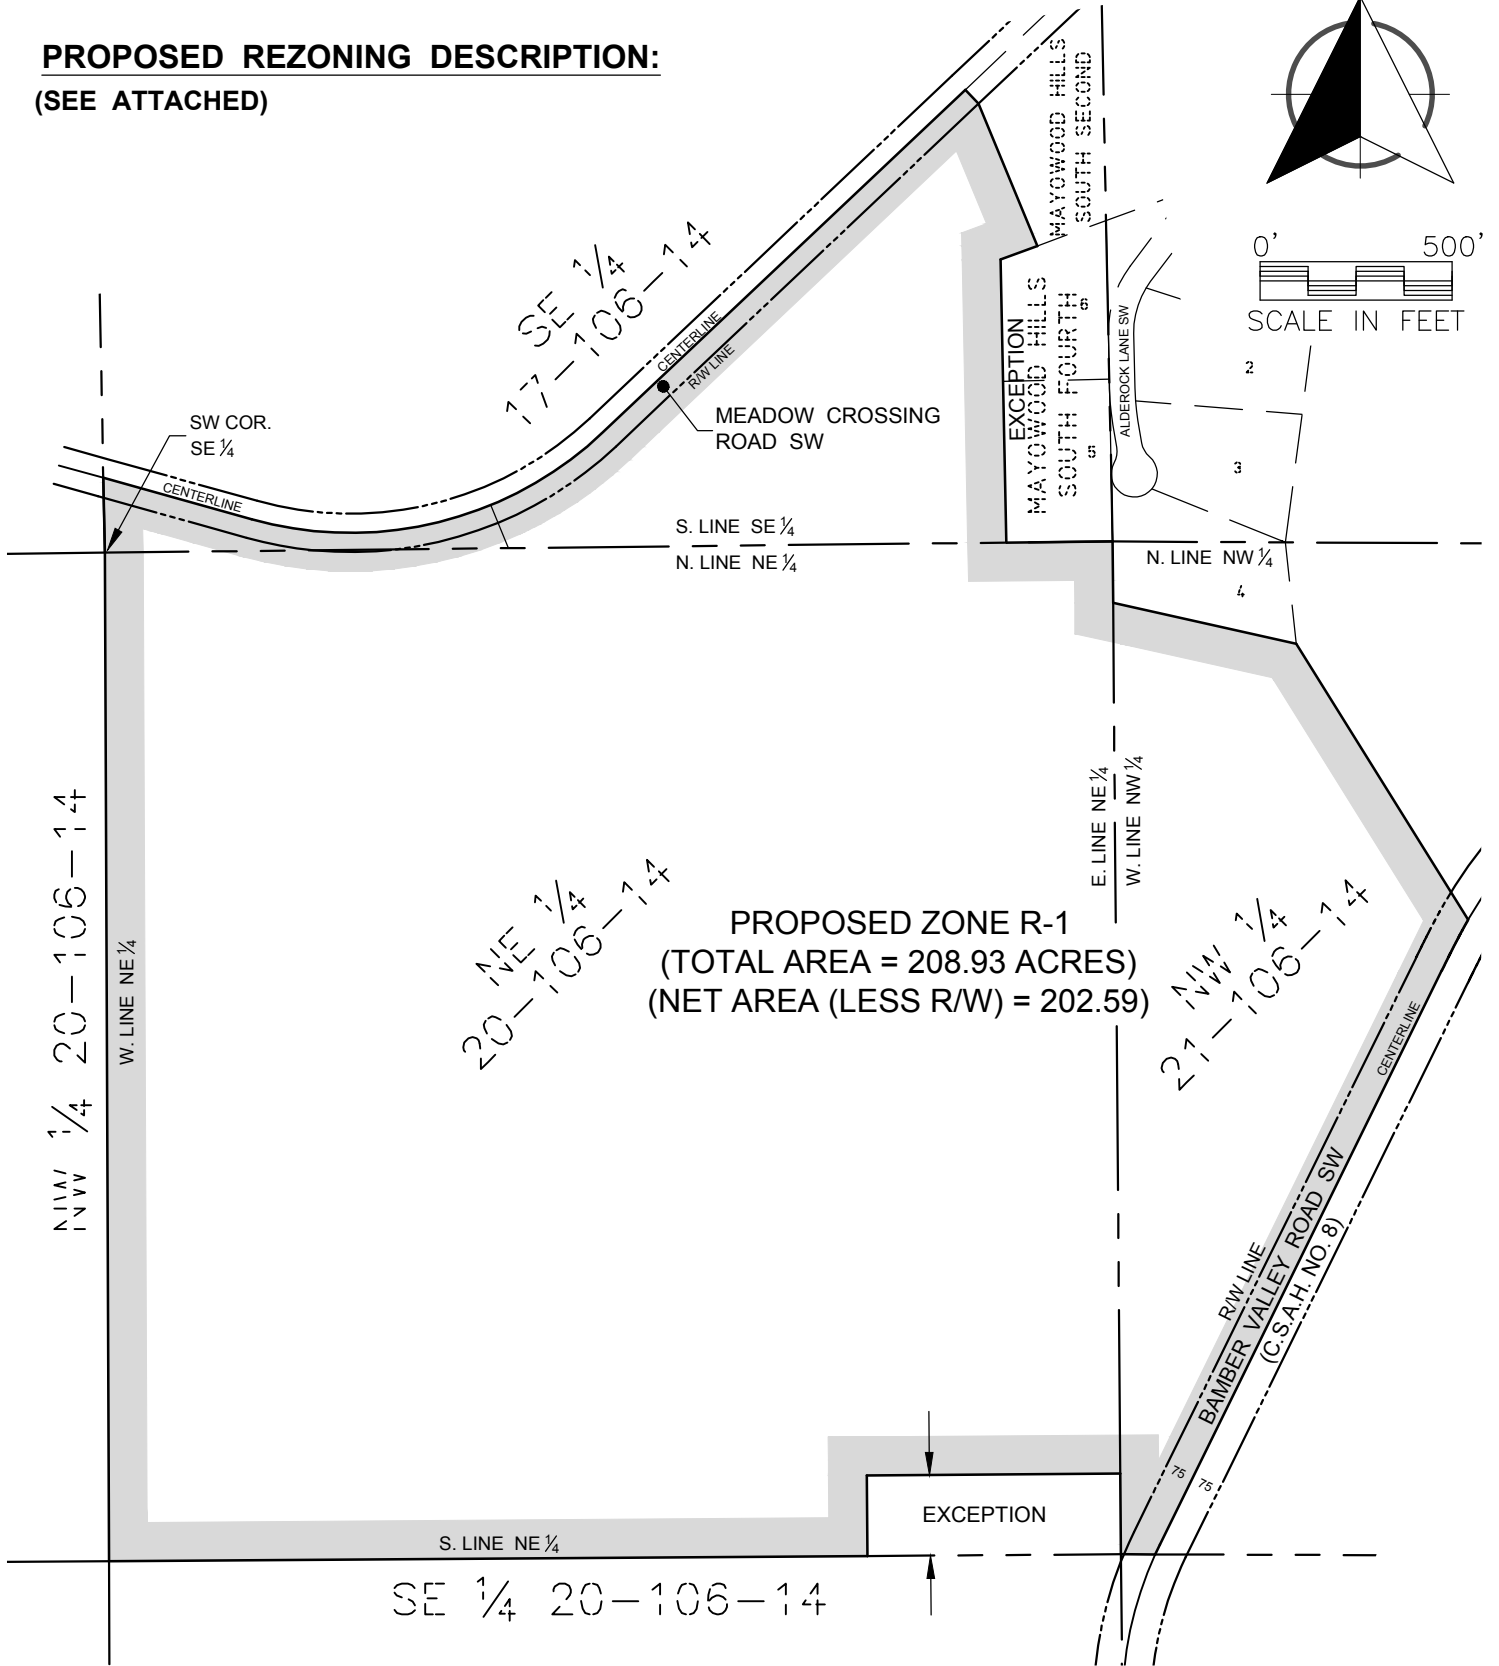 PROPOSED REZONING DESCRIPTION:
(SEE ATTACHED)
MAYOWOOD HILLS
SOUTH SECOND
0' 500'
SCALE IN FEET
SE 1/4
17-106-14
CENTERLINE
R/W LINE
MEADOW CROSSING
ROAD SW
SW COR.
SE 1/4
CENTERLINE
EXCEPTION
MAYOWOOD HILLS
SOUTH FOURTH
6
5
ALDEROCK LANE SW
2
3
4
S. LINE SE 1/4
N. LINE NE 1/4
N. LINE NW 1/4
NW 1/4 20-106-14
W. LINE NE 1/4
E. LINE NE 1/4
W. LINE NW 1/4
NE 1/4
20-106-14
PROPOSED ZONE R-1
(TOTAL AREA = 208.93 ACRES)
(NET AREA (LESS R/W) = 202.59)
NW 1/4
21-106-14
CENTERLINE
R/W LINE
BAMBER VALLEY ROAD SW
(C.S.A.H. NO. 8)
75
75
EXCEPTION
S. LINE NE 1/4
SE 1/4 20-106-14